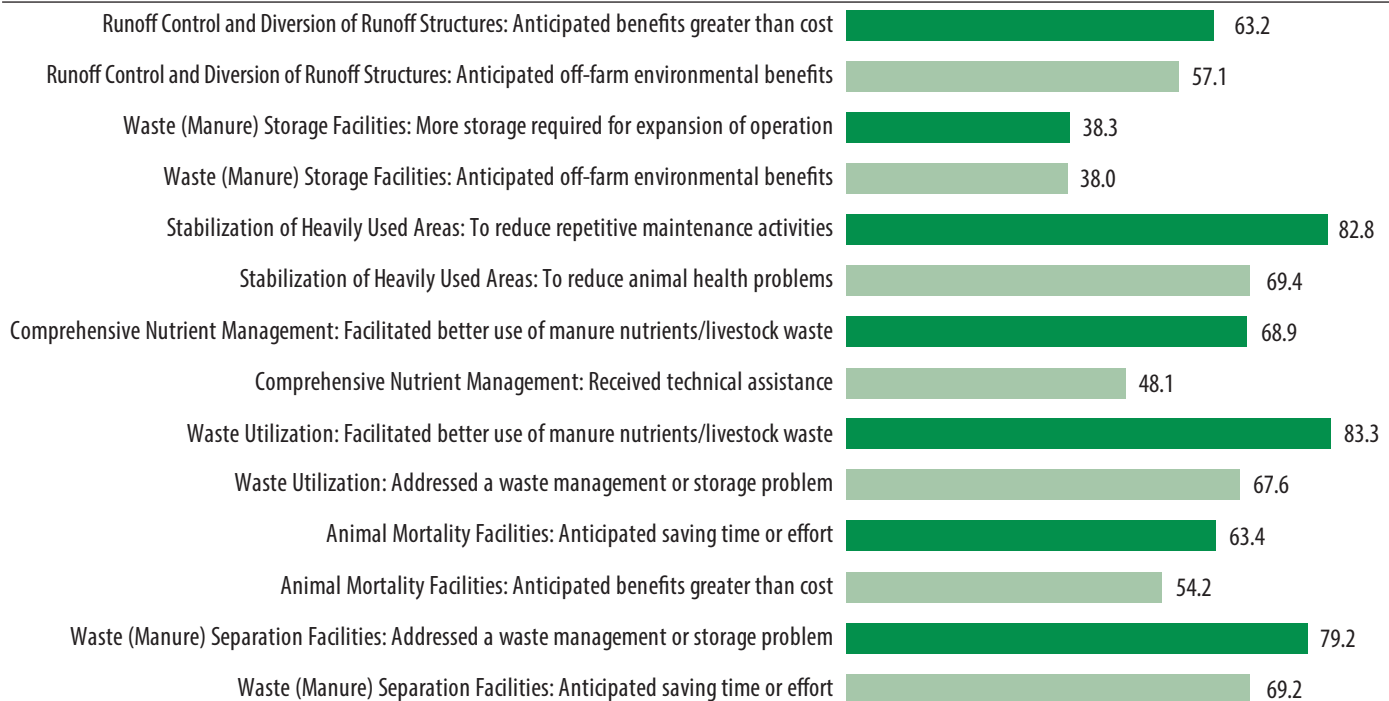 Runoff Control and Diversion of Runoff Structures: Anticipated benefits greater than cost 63.2
Runoff Control and Diversion of Runoff Structures: Anticipated off-farm environmental benefits 57.1
Waste (Manure) Storage Facilities: More storage required for expansion of operation 38.3
Waste (Manure) Storage Facilities: Anticipated off-farm environmental benefits 38.0
Stabilization of Heavily Used Areas: To reduce repetitive maintenance activities 82.8
Stabilization of Heavily Used Areas: To reduce animal health problems 69.4
Comprehensive Nutrient Management: Facilitated better use of manure nutrients/livestock waste 68.9
Comprehensive Nutrient Management: Received technical assistance 48.1
Waste Utilization: Facilitated better use of manure nutrients/livestock waste 83.3
Waste Utilization: Addressed a waste management or storage problem 67.6
Animal Mortality Facilities: Anticipated saving time or effort 63.4
Animal Mortality Facilities: Anticipated benefits greater than cost 54.2
Waste (Manure) Separation Facilities: Addressed a waste management or storage problem 79.2
Waste (Manure) Separation Facilities: Anticipated saving time or effort 69.2